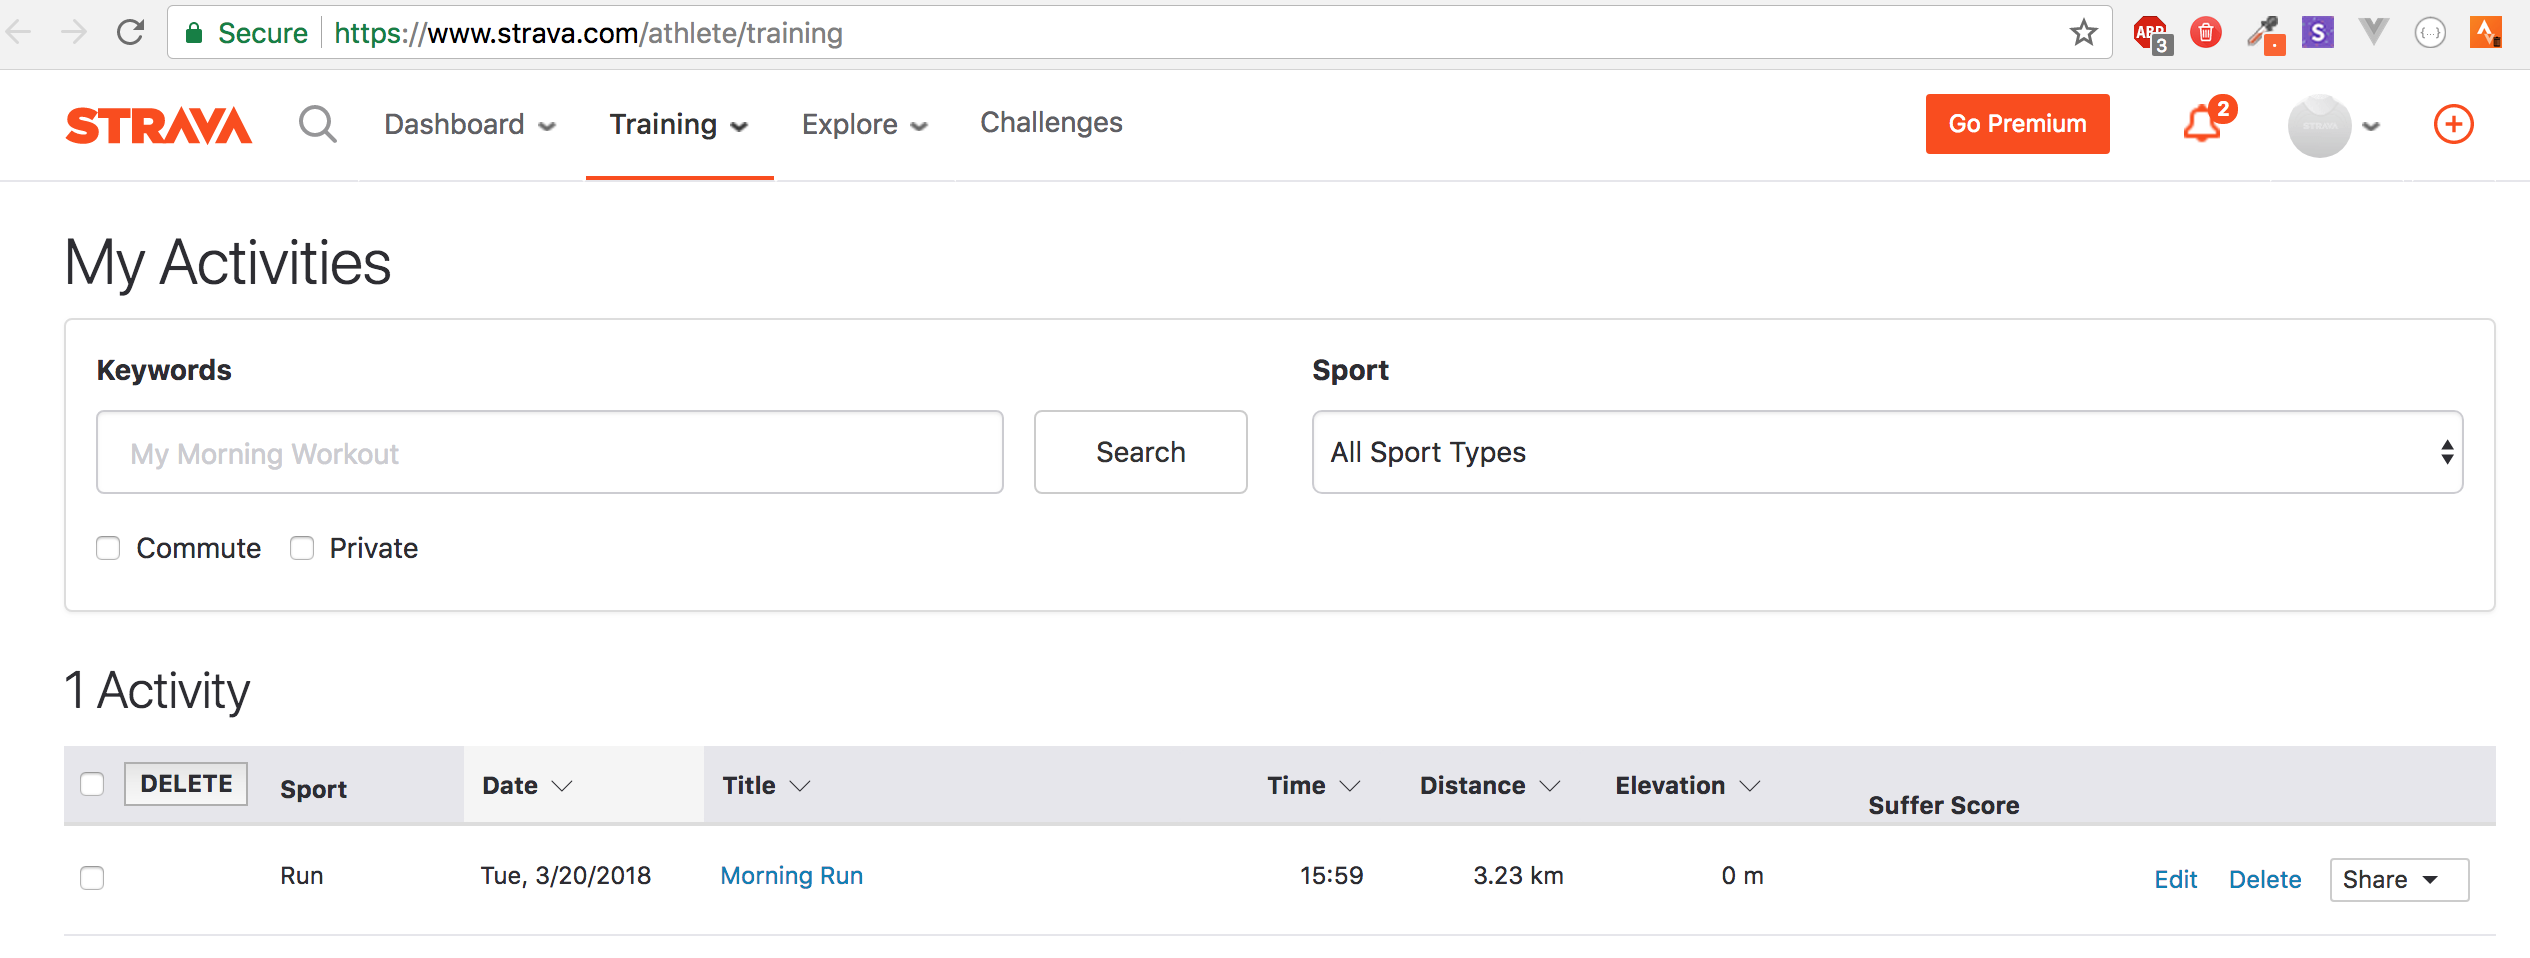 Secure https://www.strava.com/athlete/training ABP 3 S {...}
STRAVA Dashboard Training Explore Challenges Go Premium 2
My Activities
Keywords Sport
My Morning Workout Search All Sport Types
Commute Private
1 Activity
DELETE Sport Date Title Time Distance Elevation Suffer Score
Run Tue, 3/20/2018 Morning Run 15:59 3.23 km 0 m Edit Delete Share